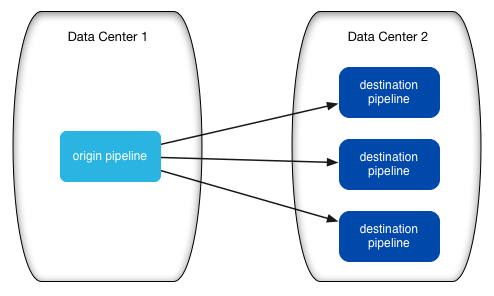 Data Center 1
Data Center 2
origin pipeline
destination
pipeline
destination
pipeline
destination
pipeline